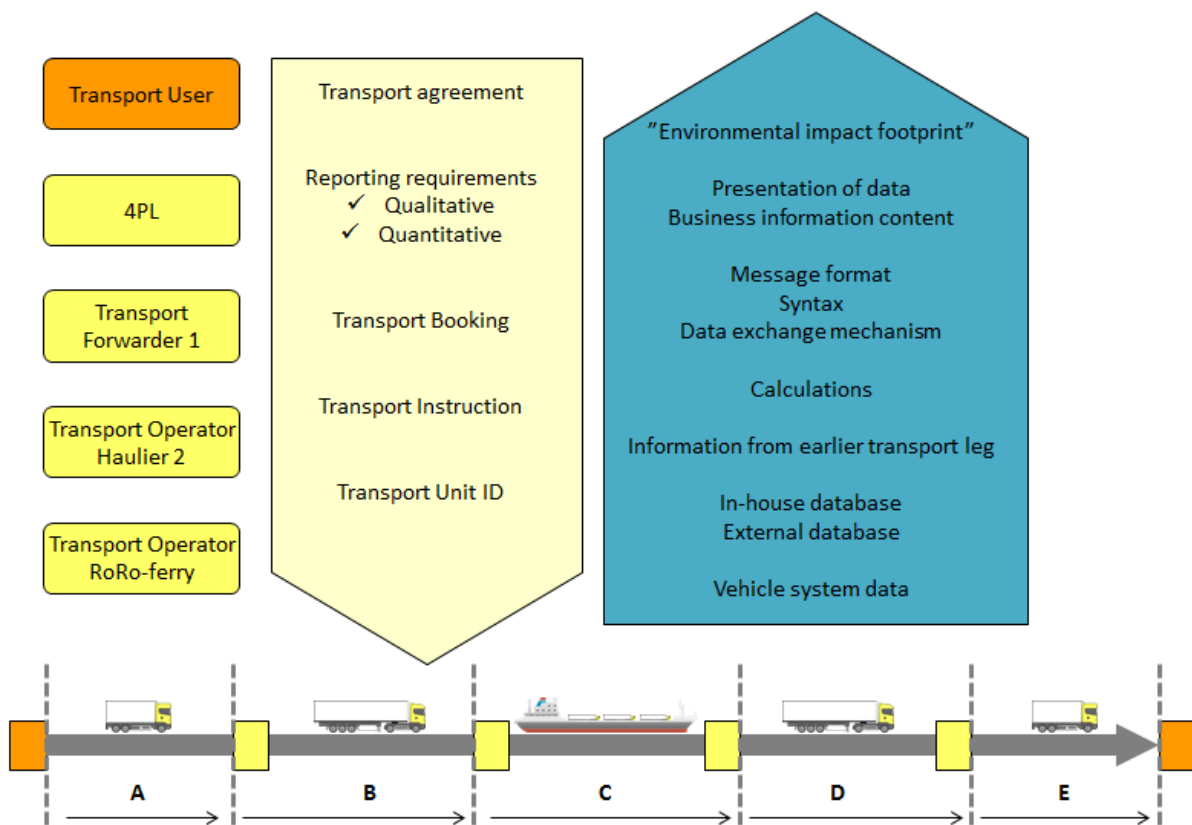 Transport User
4PL
Transport
Forwarder 1
Transport Operator
Haulier 2
Transport Operator
RoRo-ferry
Transport agreement
Reporting requirements
✓ Qualitative
✓ Quantitative
Transport Booking
Transport Instruction
Transport Unit ID
”Environmental impact footprint”
Presentation of data
Business information content
Message format
Syntax
Data exchange mechanism
Calculations
Information from earlier transport leg
In-house database
External database
Vehicle system data
A
B
C
D
E